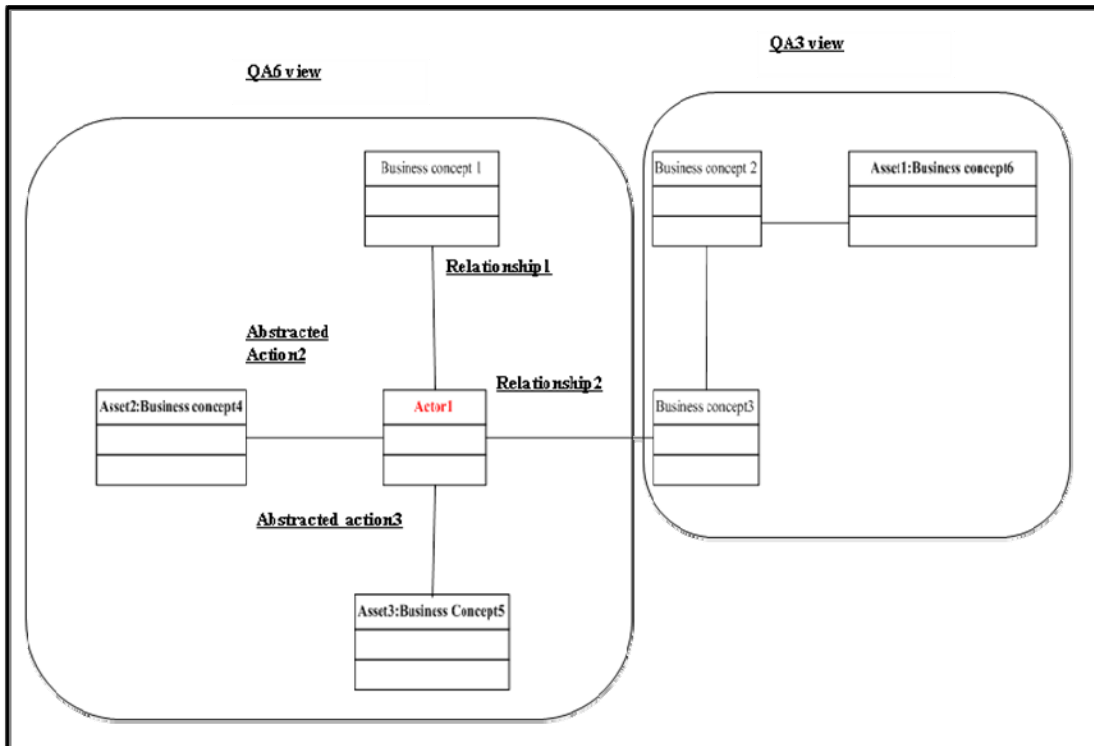 QA3 view
QA6 view
Business concept 1
Business concept 2
Asset1:Business concept6
Relationship1
Abstracted
Action2
Relationship2
Asset2:Business concept4
Actor1
Business concept3
Abstracted action3
Asset3:Business Concept5